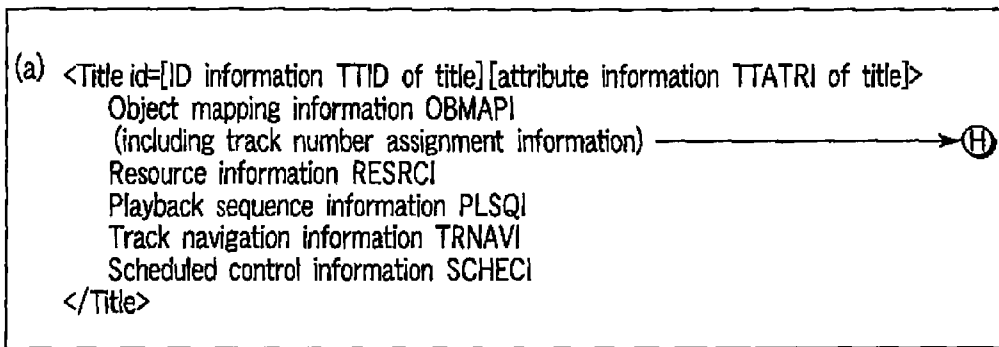 (a) <Title id=[ID information TTID of title] [attribute information TTATRI of title]>
Object mapping information OBMAPI
(including track number assignment information) H
Resource information RESRCI
Playback sequence information PLSQI
Track navigation information TRNAVI
Scheduled control information SCHECI
</Title>